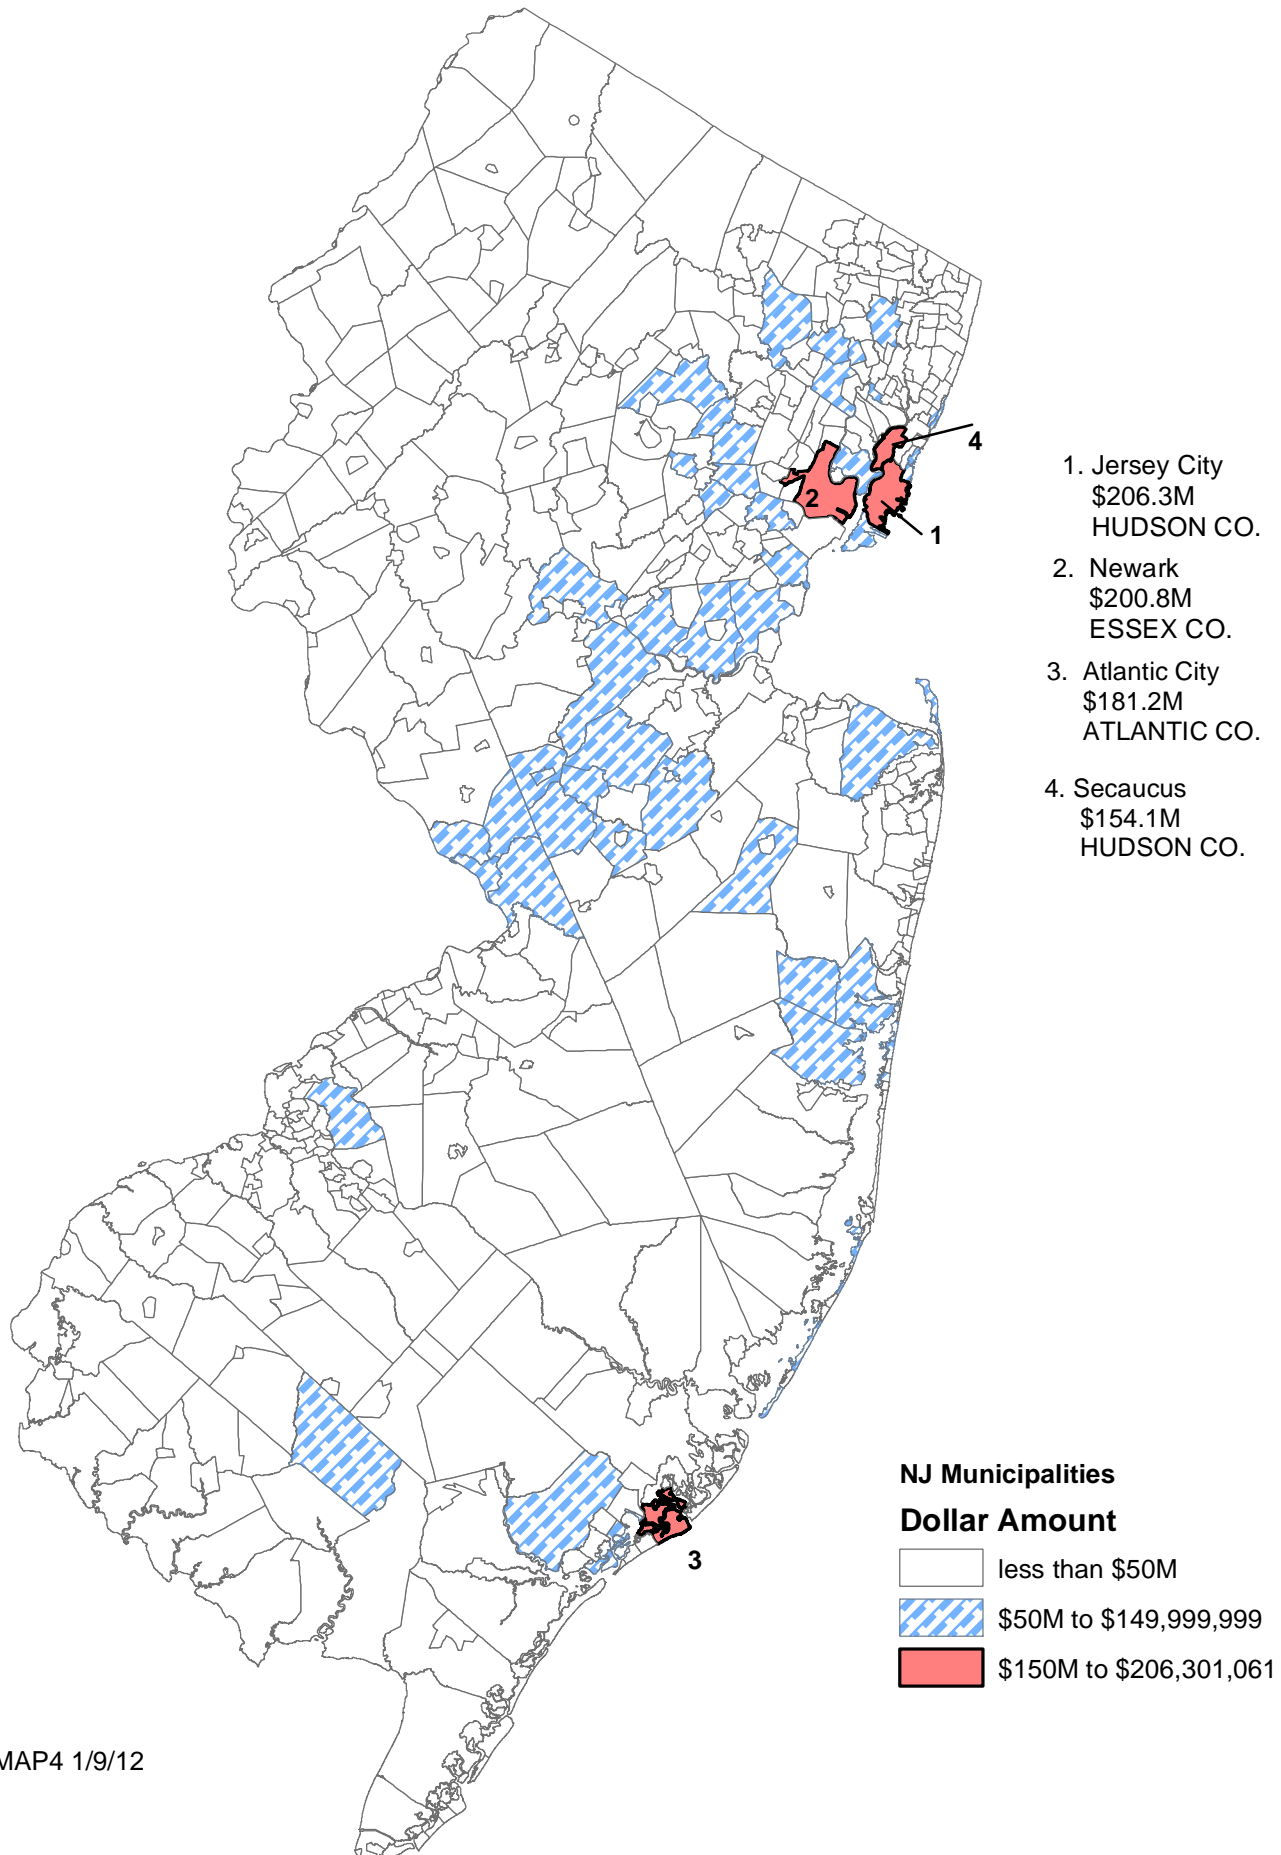 4
2
1
1. Jersey City
$206.3M
HUDSON CO.
2. Newark
$200.8M
ESSEX CO.
3. Atlantic City
$181.2M
ATLANTIC CO.
4. Secaucus
$154.1M
HUDSON CO.
3
NJ Municipalities
Dollar Amount
less than $50M
$50M to $149,999,999
$150M to $206,301,061
MAP4 1/9/12